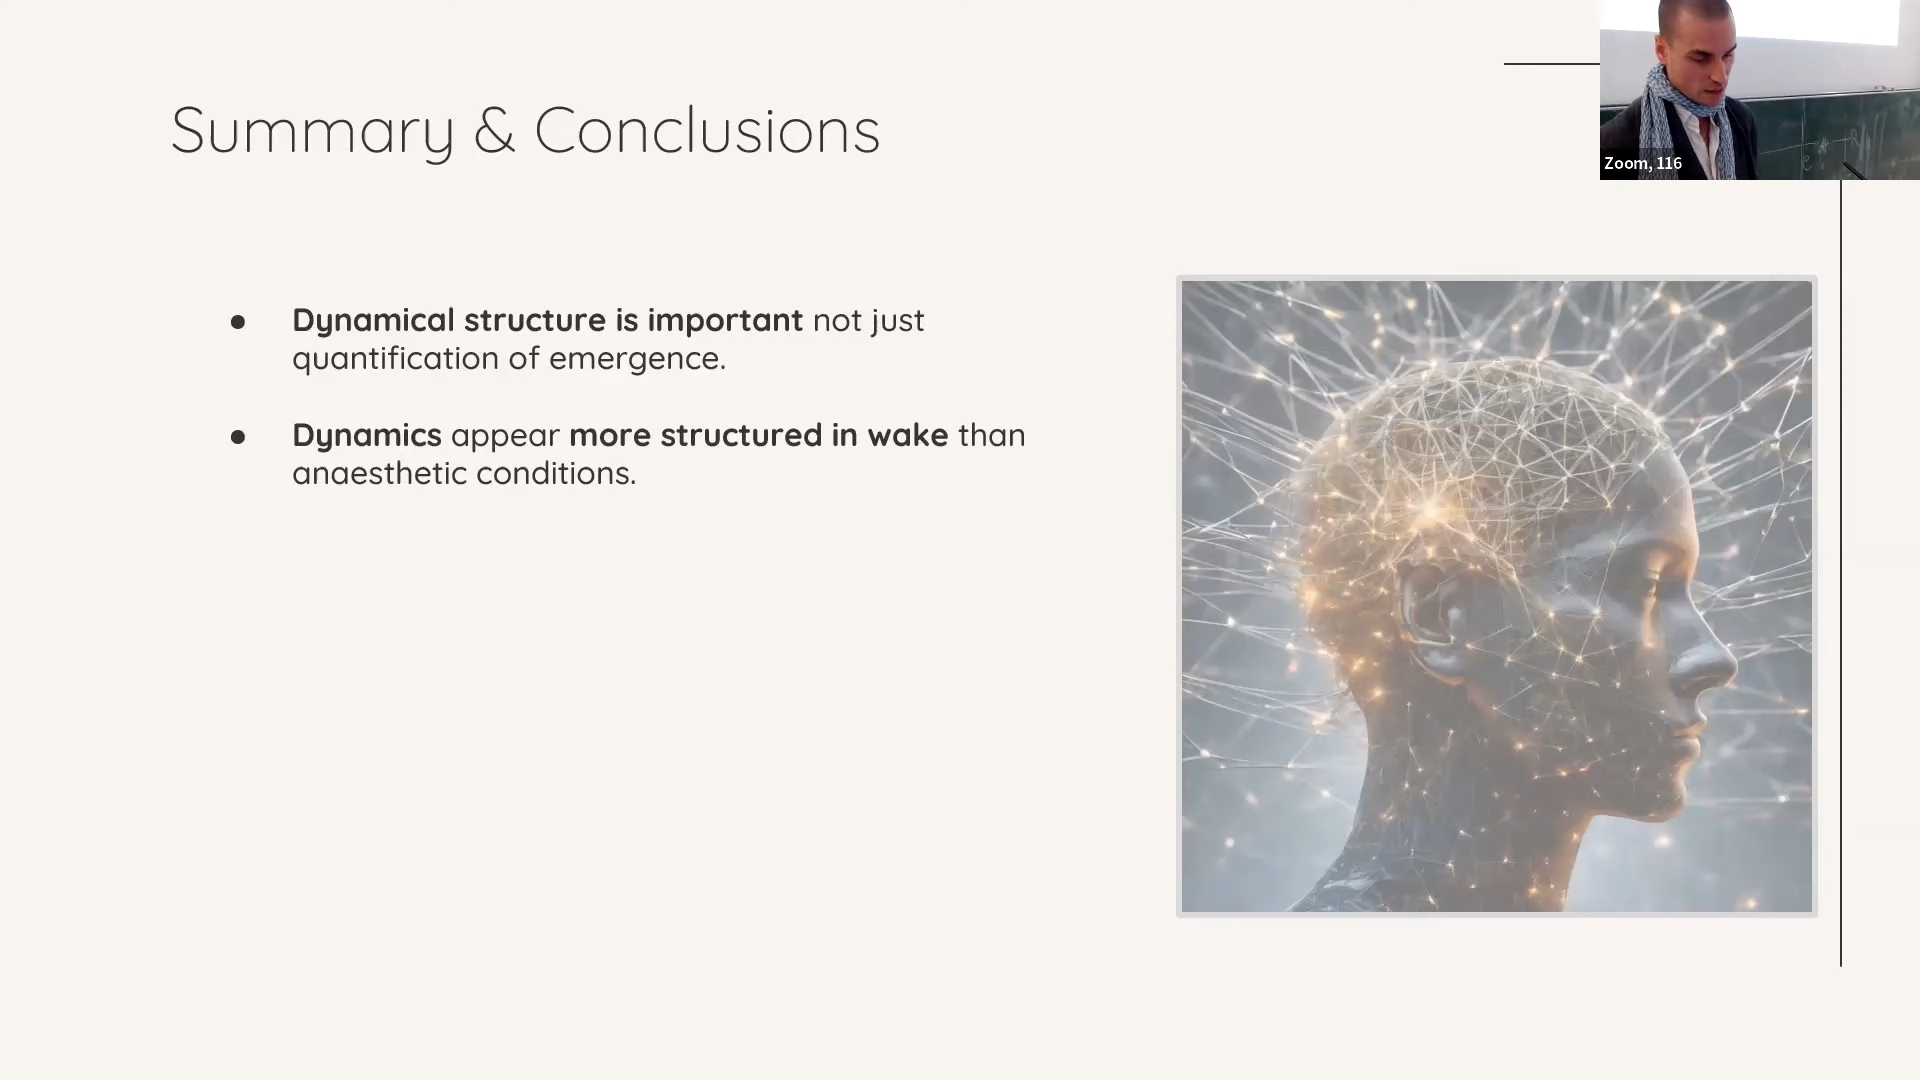 Summary & Conclusions
Zoom, 116
● Dynamical structure is important not just
quantification of emergence.
● Dynamics appear more structured in wake than
anaesthetic conditions.